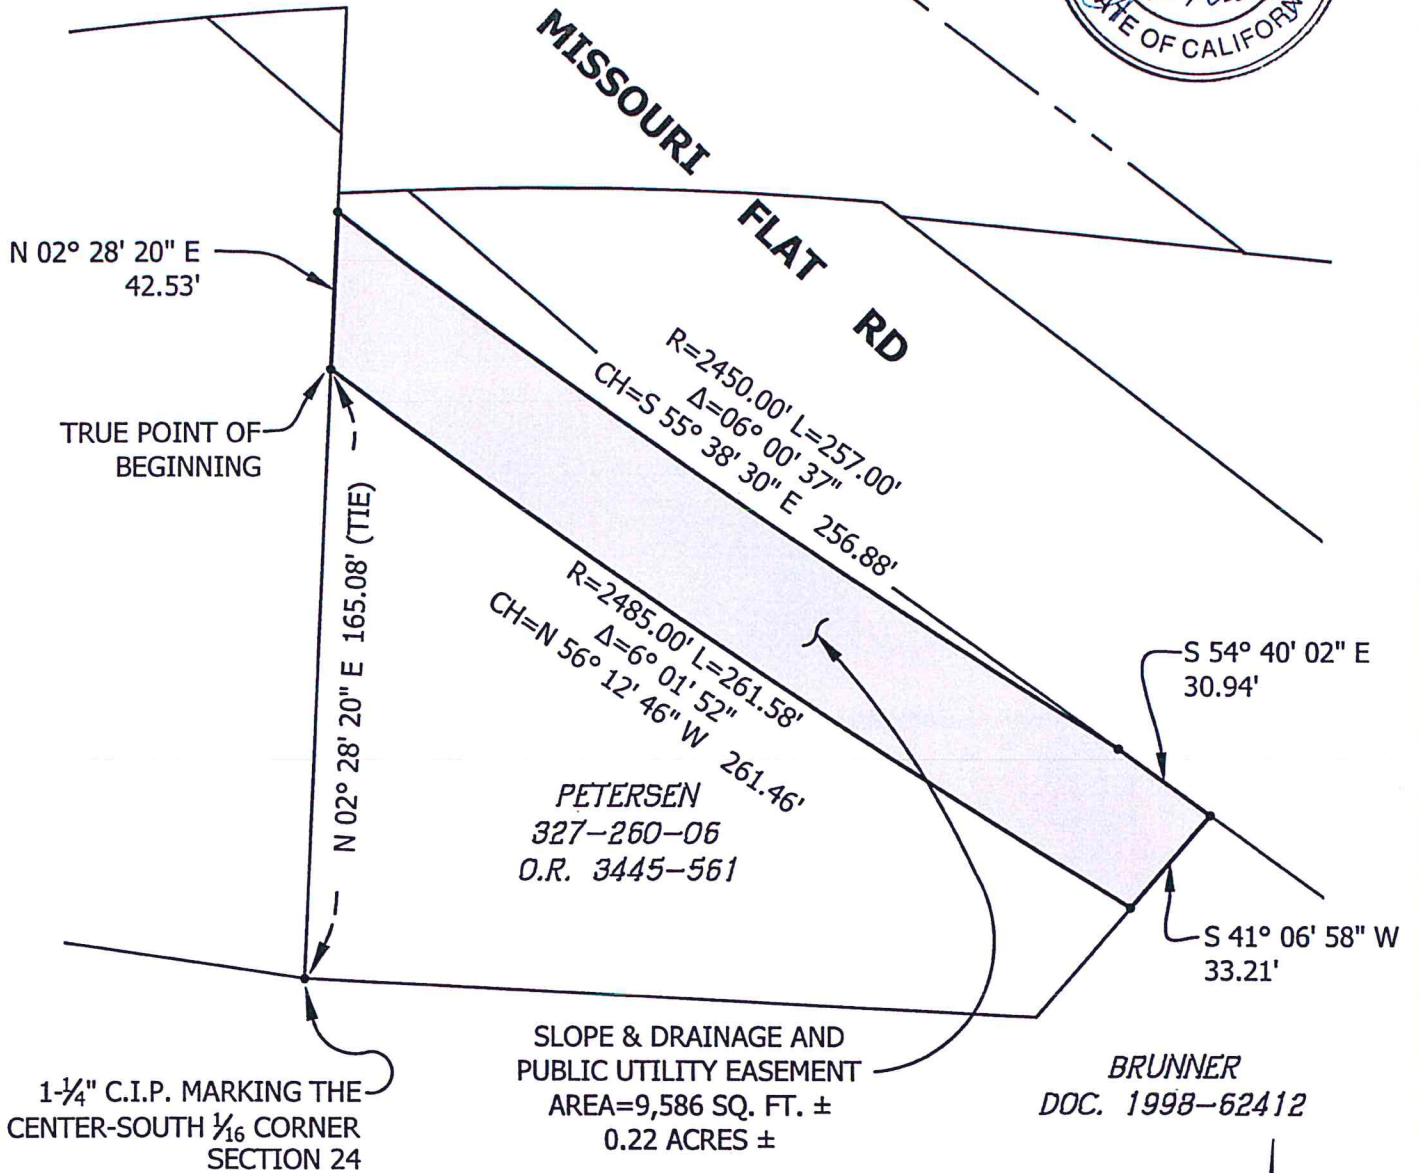 ATE OF CALIFORN
MISSOURI FLAT RD
N 02° 28' 20" E
42.53'
R=2450.00' L=257.00'
Δ=06° 00' 37"
CH=S 55° 38' 30" E 256.88'
TRUE POINT OF
BEGINNING
N 02° 28' 20" E 165.08' (TIE)
R=2485.00' L=261.58'
Δ=6° 01' 52"
CH=N 56° 12' 46" W 261.46'
S 54° 40' 02" E
30.94'
PETERSEN
327-260-06
O.R. 3445-561
S 41° 06' 58" W
33.21'
SLOPE & DRAINAGE AND
PUBLIC UTILITY EASEMENT
AREA=9,586 SQ. FT. ±
0.22 ACRES ±
BRUNNER
DOC. 1998-62412
1-¼" C.I.P. MARKING THE
CENTER-SOUTH 1⁄16 CORNER
SECTION 24